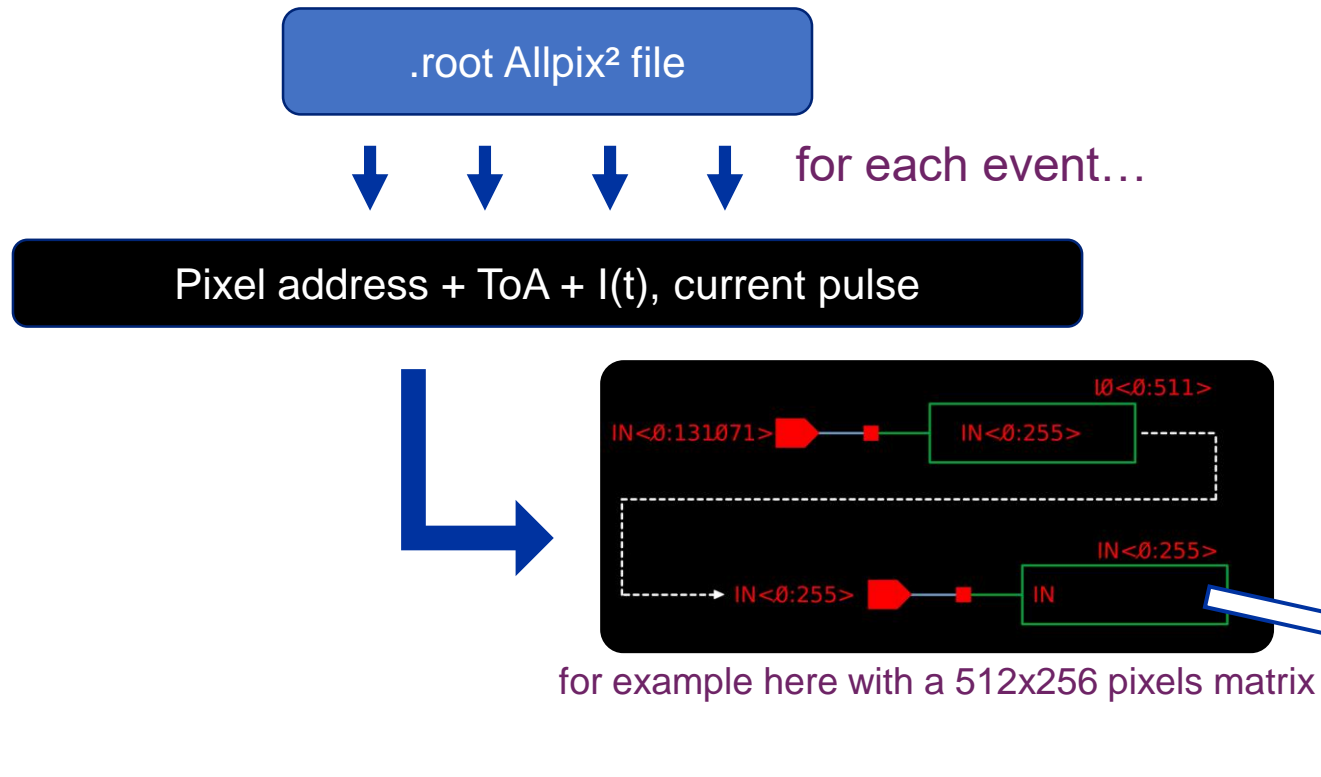 .root Allpix² file
for each event…
Pixel address + ToA + I(t), current pulse
I0<0:511>
IN<0:131071>
IN<0:255>
IN<0:255>
IN<0:255>
IN
for example here with a 512x256 pixels matrix